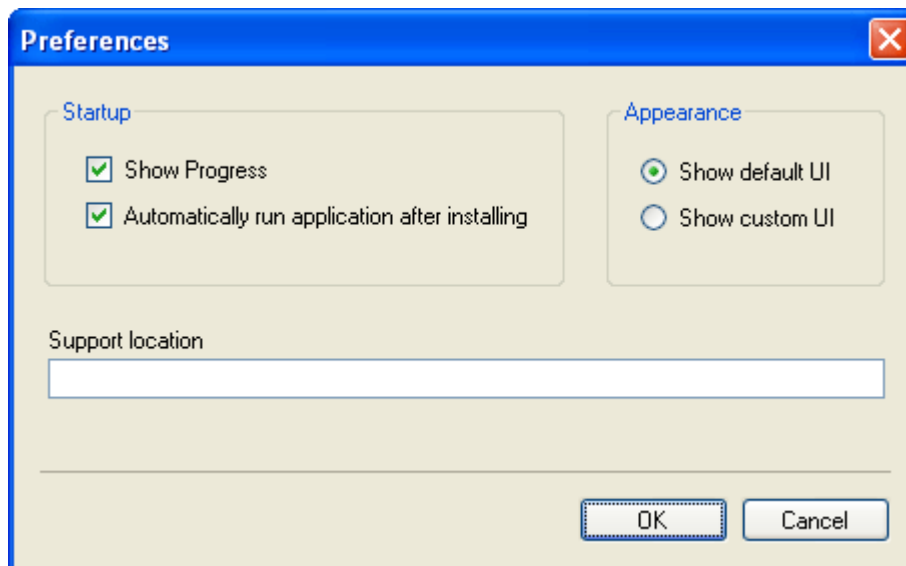 Preferences
Startup
Show Progress
Automatically run application after installing
Appearance
Show default UI
Show custom UI
Support location
OK
Cancel